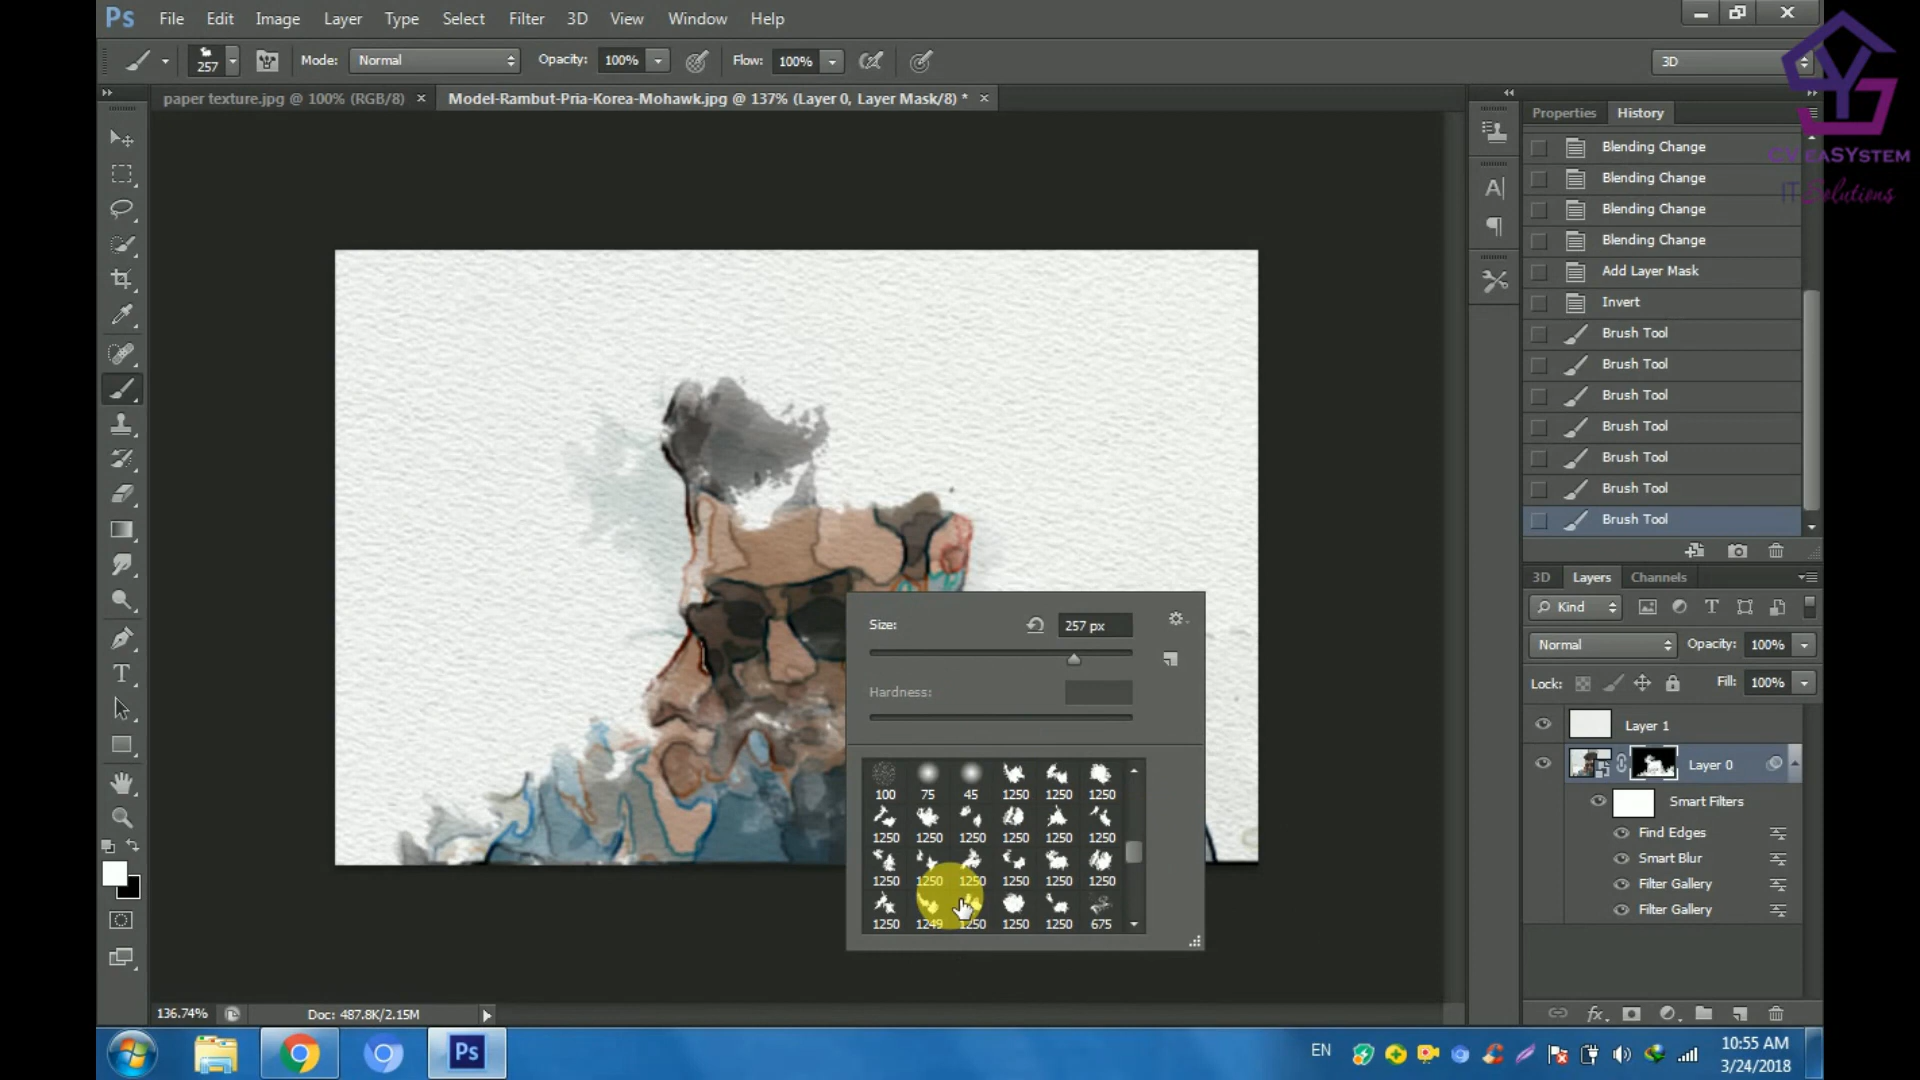 Ps File Edit Image Layer Type Select Filter 3D View Window Help
257 Mode: Normal Opacity: 100% Flow: 100% 3D
paper texture.jpg @ 100% (RGB/8) × Model-Rambut-Pria-Korea-Mohawk.jpg @ 137% (Layer 0, Layer Mask/8) * ×
Properties History
Blending Change
CV eaSYstem
Blending Change
IT Solutions
Blending Change
Blending Change
Add Layer Mask
Invert
Brush Tool
Brush Tool
Brush Tool
Brush Tool
Brush Tool
Brush Tool
Brush Tool
3D Layers Channels
Kind
Normal Opacity: 100%
Lock: Fill: 100%
Layer 1
Layer 0
Smart Filters
Find Edges
Smart Blur
Filter Gallery
Filter Gallery
Size: 257 px
Hardness:
100 75 45 1250 1250 1250
1250 1250 1250 1250 1250 1250
1250 1250 1250 1250 1250 1250
1250 1249 1250 1250 1250 675
136.74% Doc: 487.8K/2.15M
Ps EN 10:55 AM
3/24/2018